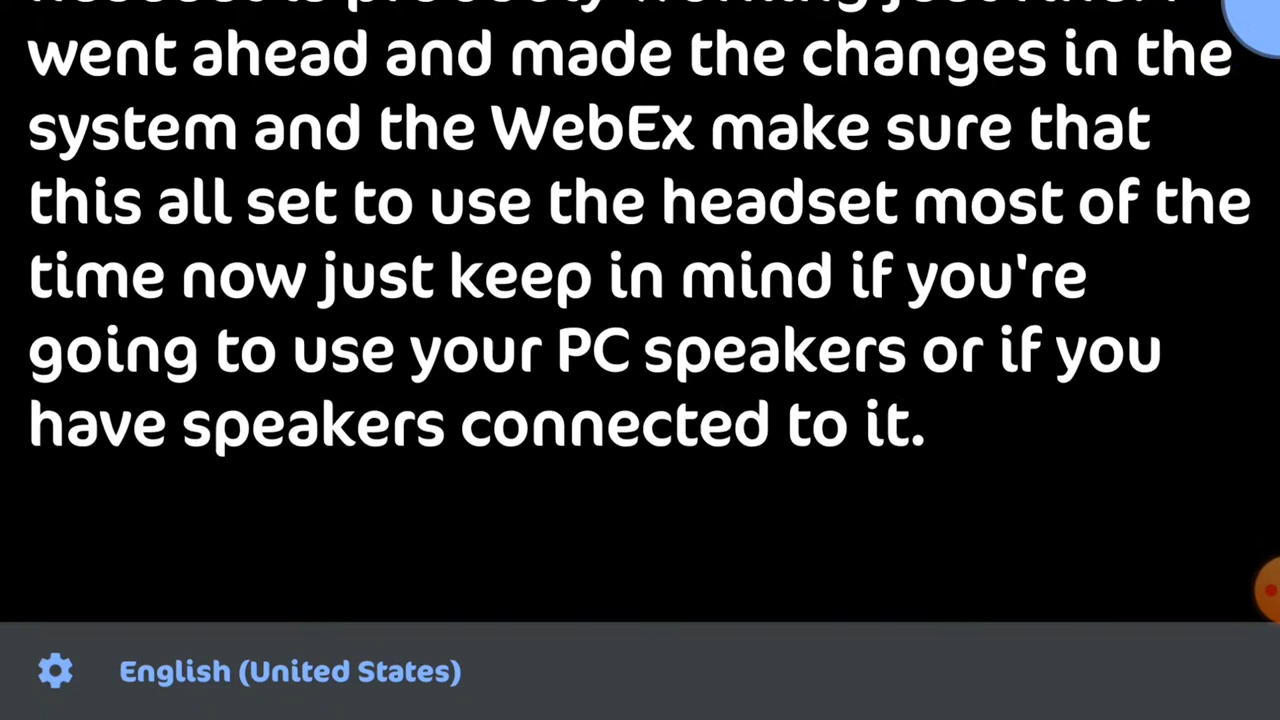 went ahead and made the changes in the
system and the WebEx make sure that
this all set to use the headset most of the
time now just keep in mind if you're
going to use your PC speakers or if you
have speakers connected to it.
English (United States)